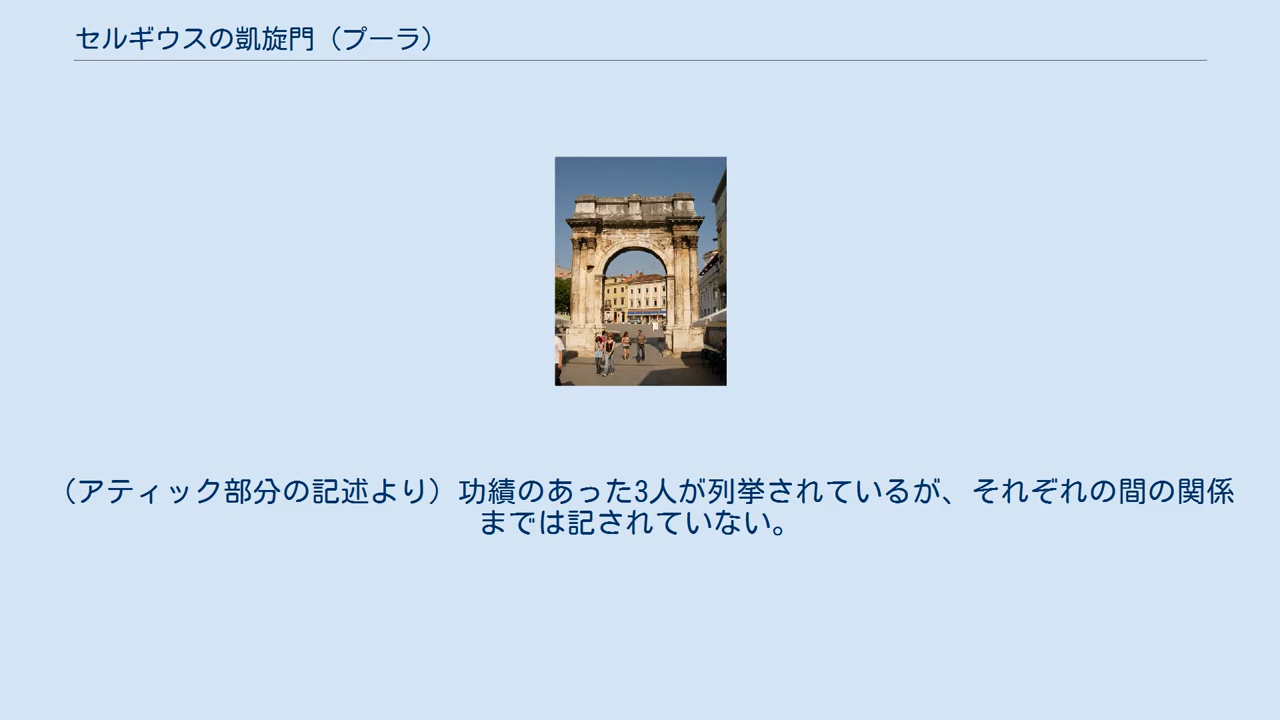 セルギウスの凱旋門（プーラ）
（アティック部分の記述より）功績のあった3人が列挙されているが、それぞれの間の関係
までは記されていない。